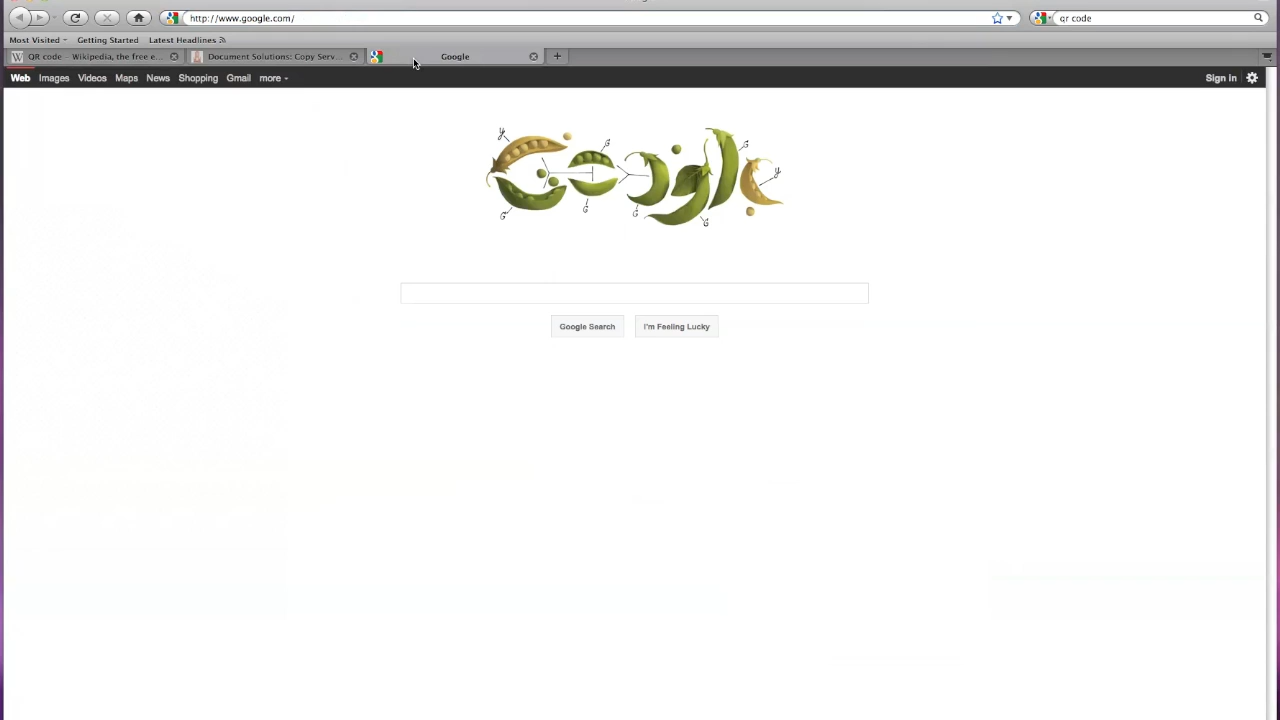 http://www.google.com/
qr code
Most Visited
Getting Started
Latest Headlines
QR code – Wikipedia, the free e...
Document Solutions: Copy Serv...
Google
Web Images Videos Maps News Shopping Gmail more
Sign in
y G G G G G y
Google Search
I'm Feeling Lucky